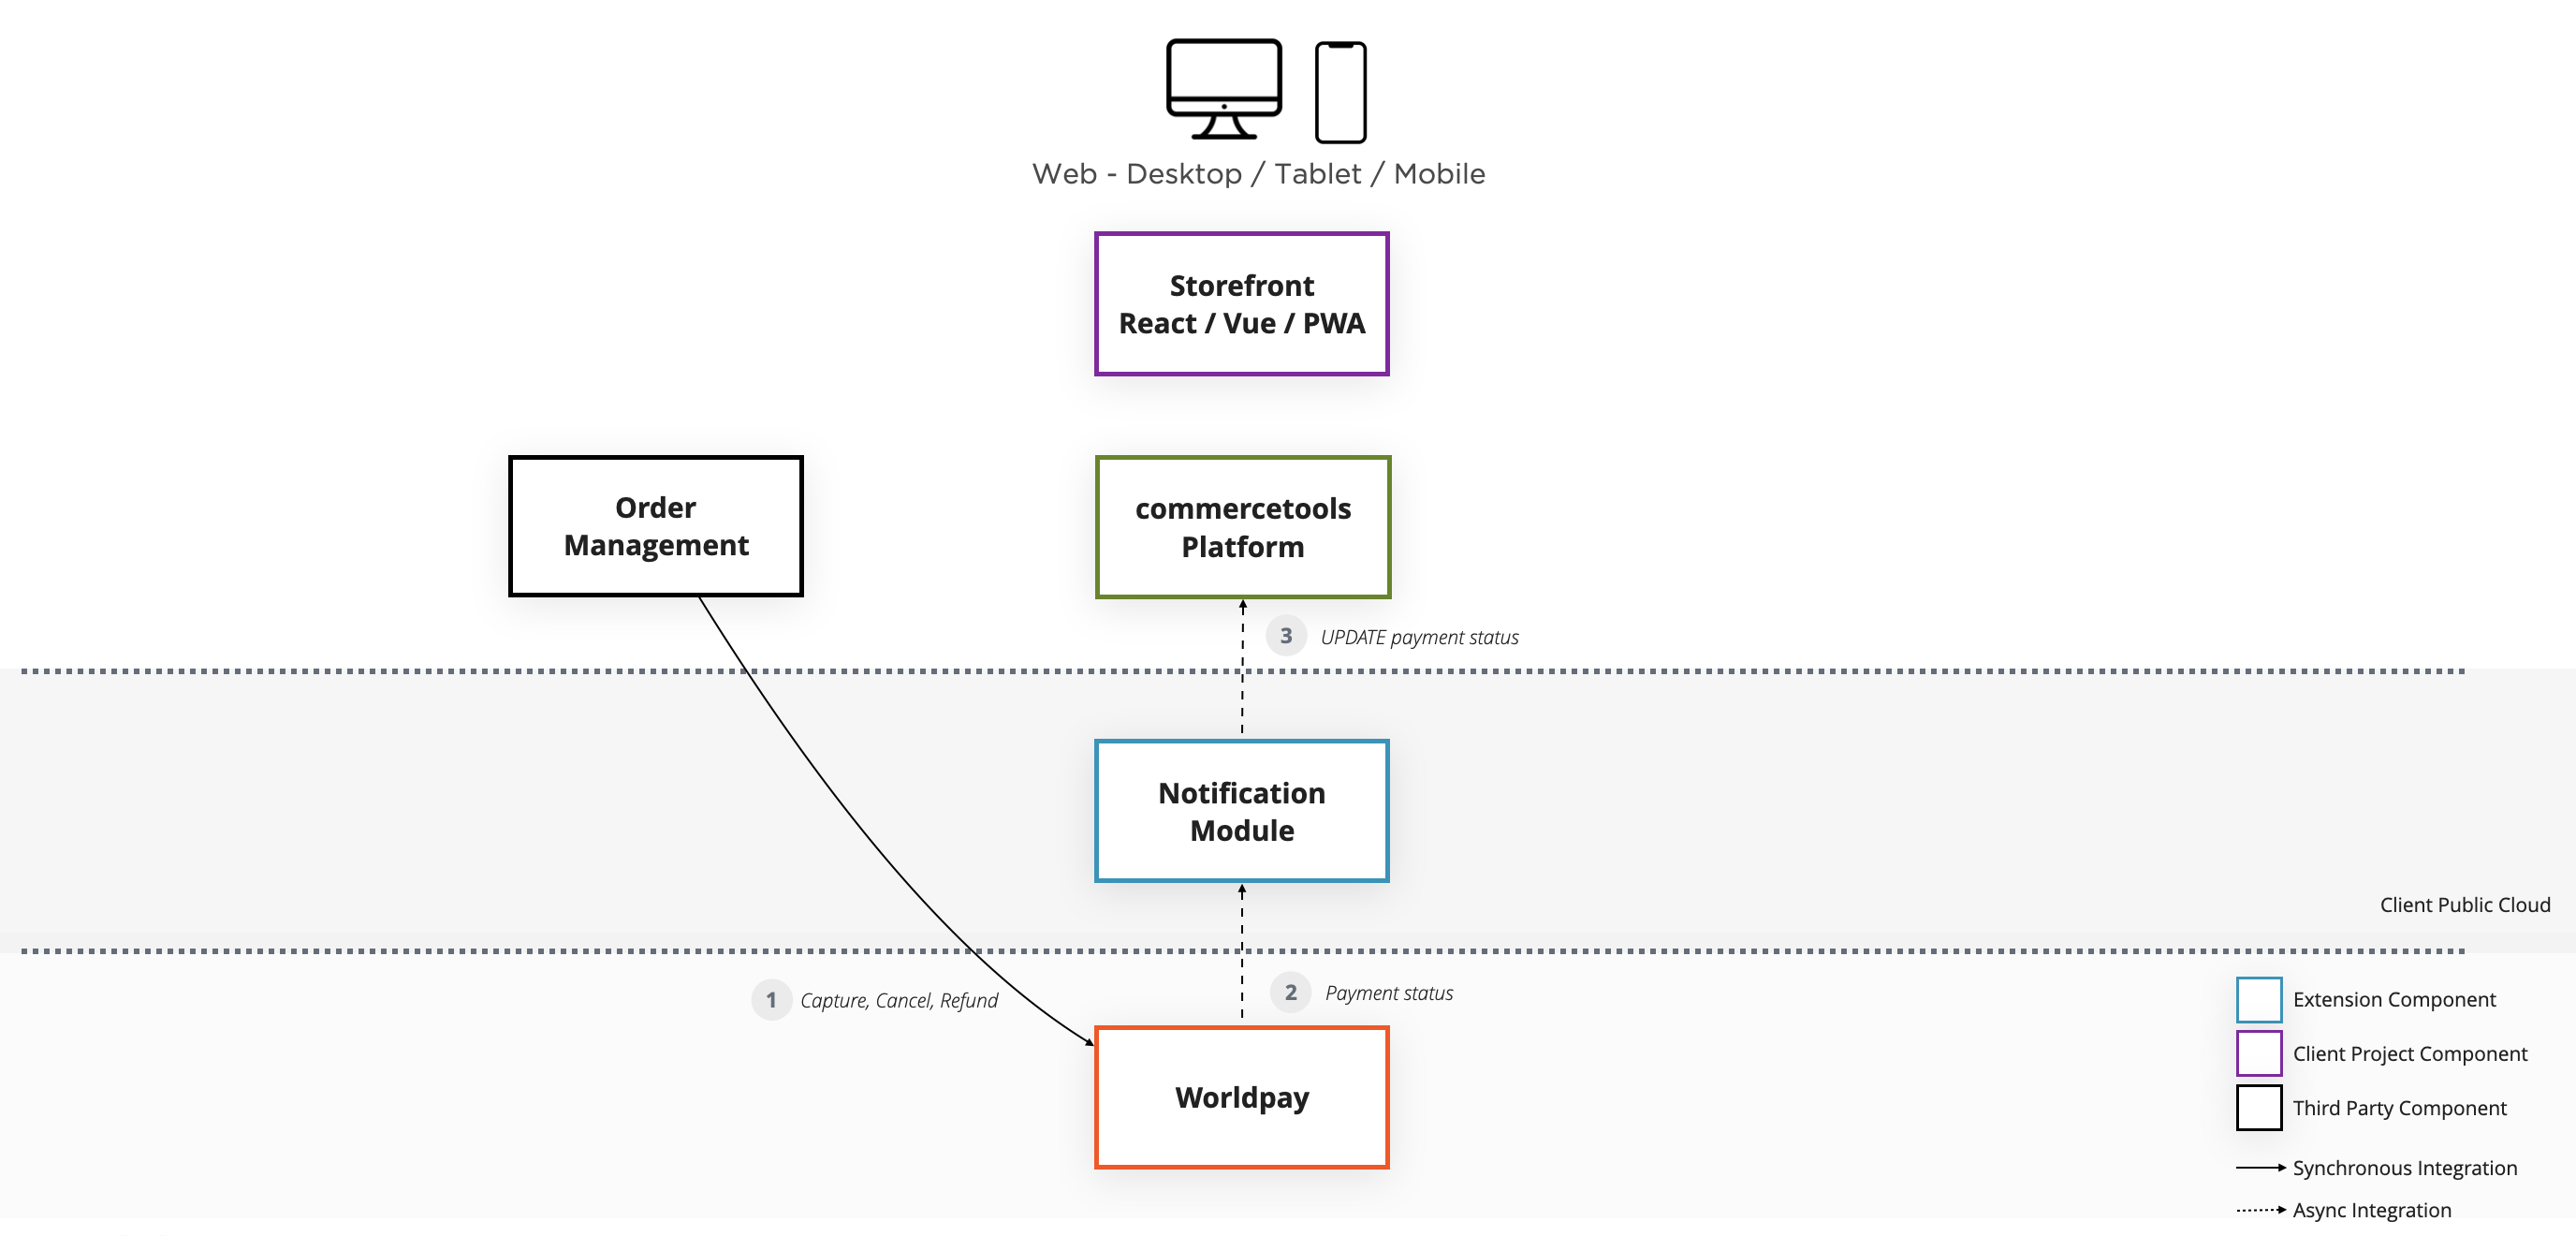 Web - Desktop / Tablet / Mobile
Storefront
React / Vue / PWA
Order
Management
commercetools
Platform
3 UPDATE payment status
Notification
Module
Client Public Cloud
1 Capture, Cancel, Refund
2 Payment status
Worldpay
Extension Component
Client Project Component
Third Party Component
Synchronous Integration
Async Integration